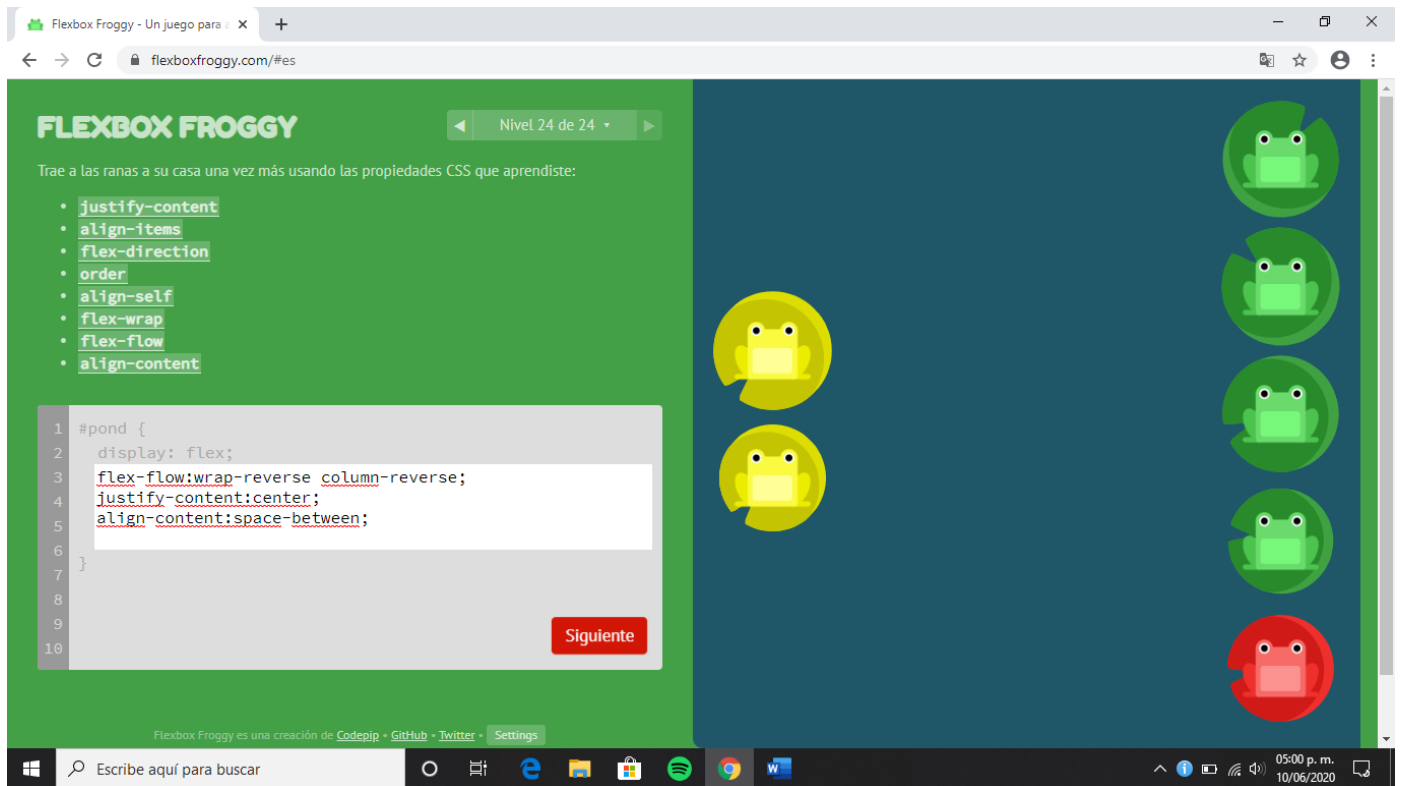 Flexbox Froggy - Un juego para a
flexboxfroggy.com/#es
FLEXBOX FROGGY
◀ Nivel 24 de 24 ▾ ▶
Trae a las ranas a su casa una vez más usando las propiedades CSS que aprendiste:
• justify-content
• align-items
• flex-direction
• order
• align-self
• flex-wrap
• flex-flow
• align-content
1 #pond {
2 display: flex;
3 flex-flow:wrap-reverse column-reverse;
4 justify-content:center;
5 align-content:space-between;
6 }
7
8
9
10
Siguiente
Flexbox Froggy es una creación de Codepip • GitHub • Twitter • Settings
Escribe aquí para buscar
05:00 p. m.
10/06/2020